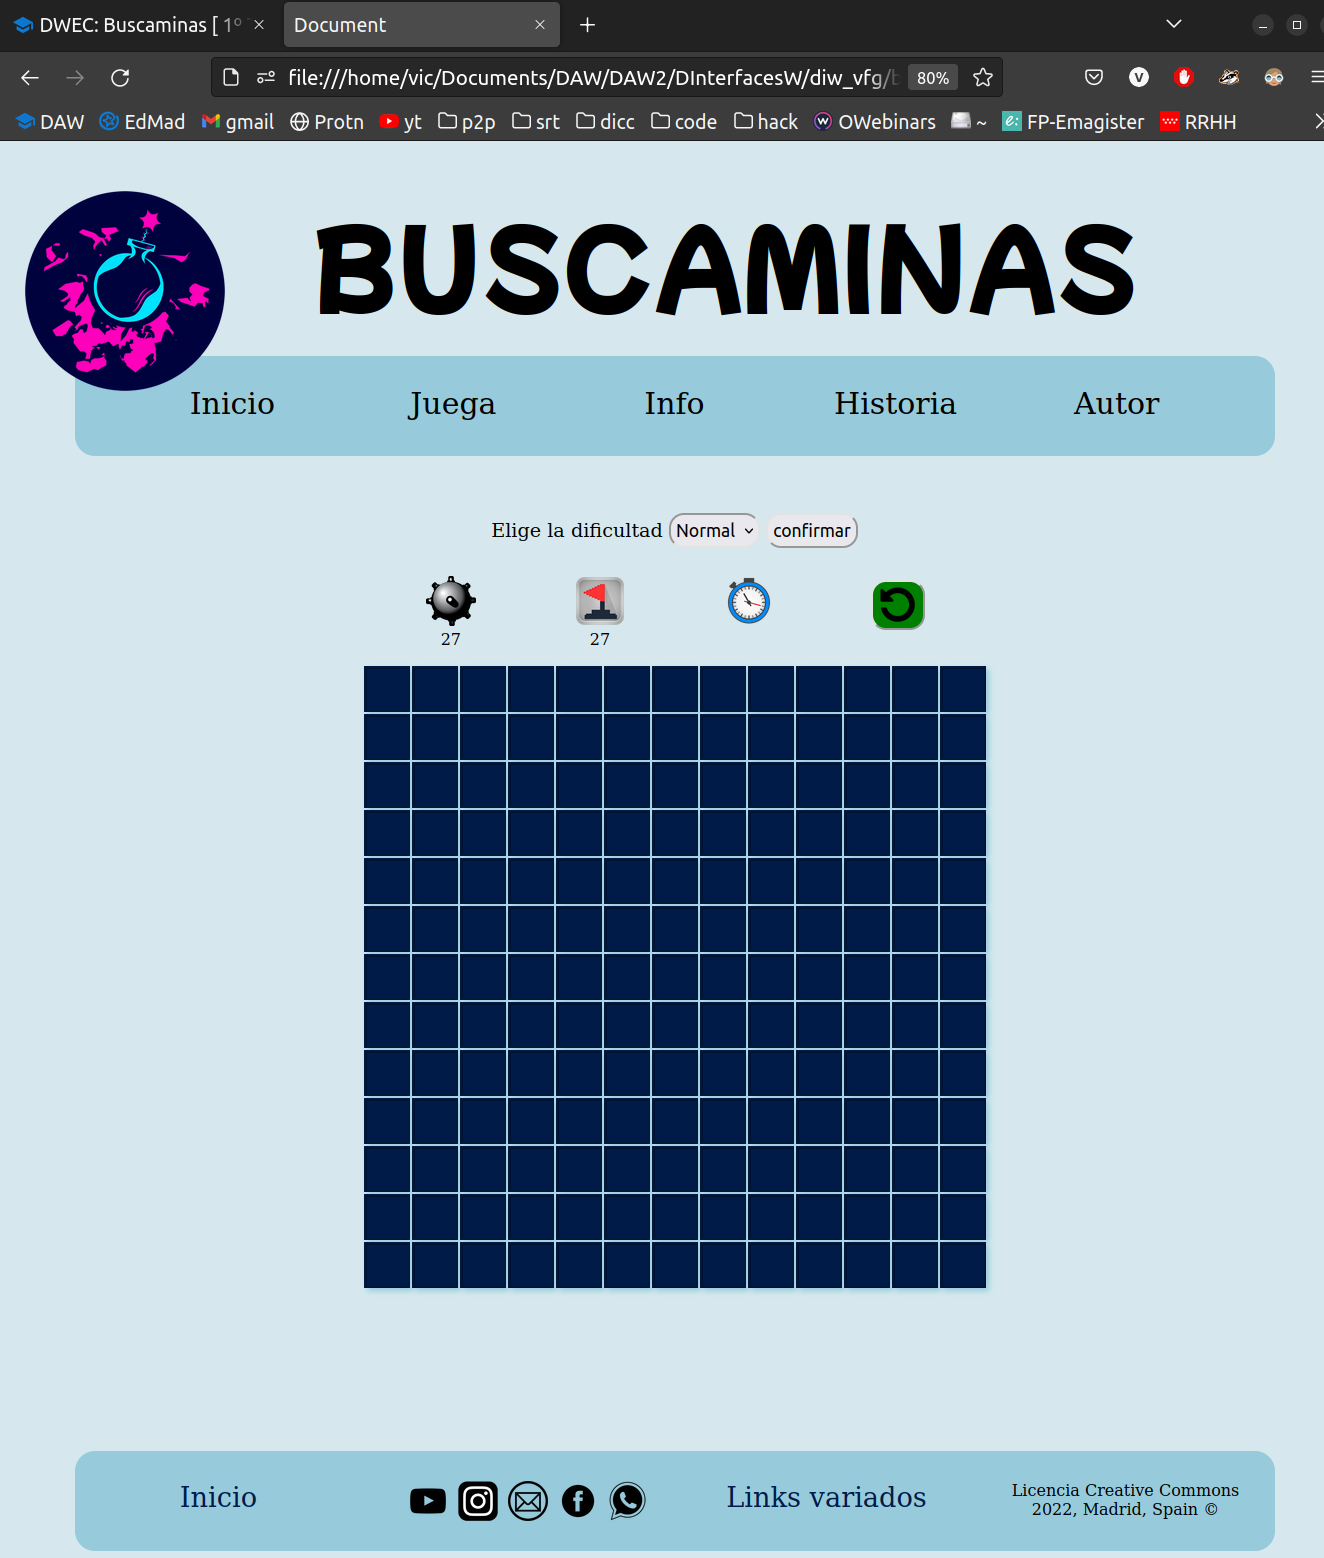 DWEC: Buscaminas [ 1º
Document
file:///home/vic/Documents/DAW/DAW2/DInterfacesW/diw_vfg/b
80%
DAW EdMad gmail Protn yt p2p srt dicc code hack OWebinars ~ FP-Emagister RRHH
BUSCAMINAS
Inicio Juega Info Historia Autor
Elige la dificultad Normal confirmar
27 27
Inicio Links variados
Licencia Creative Commons
2022, Madrid, Spain ©